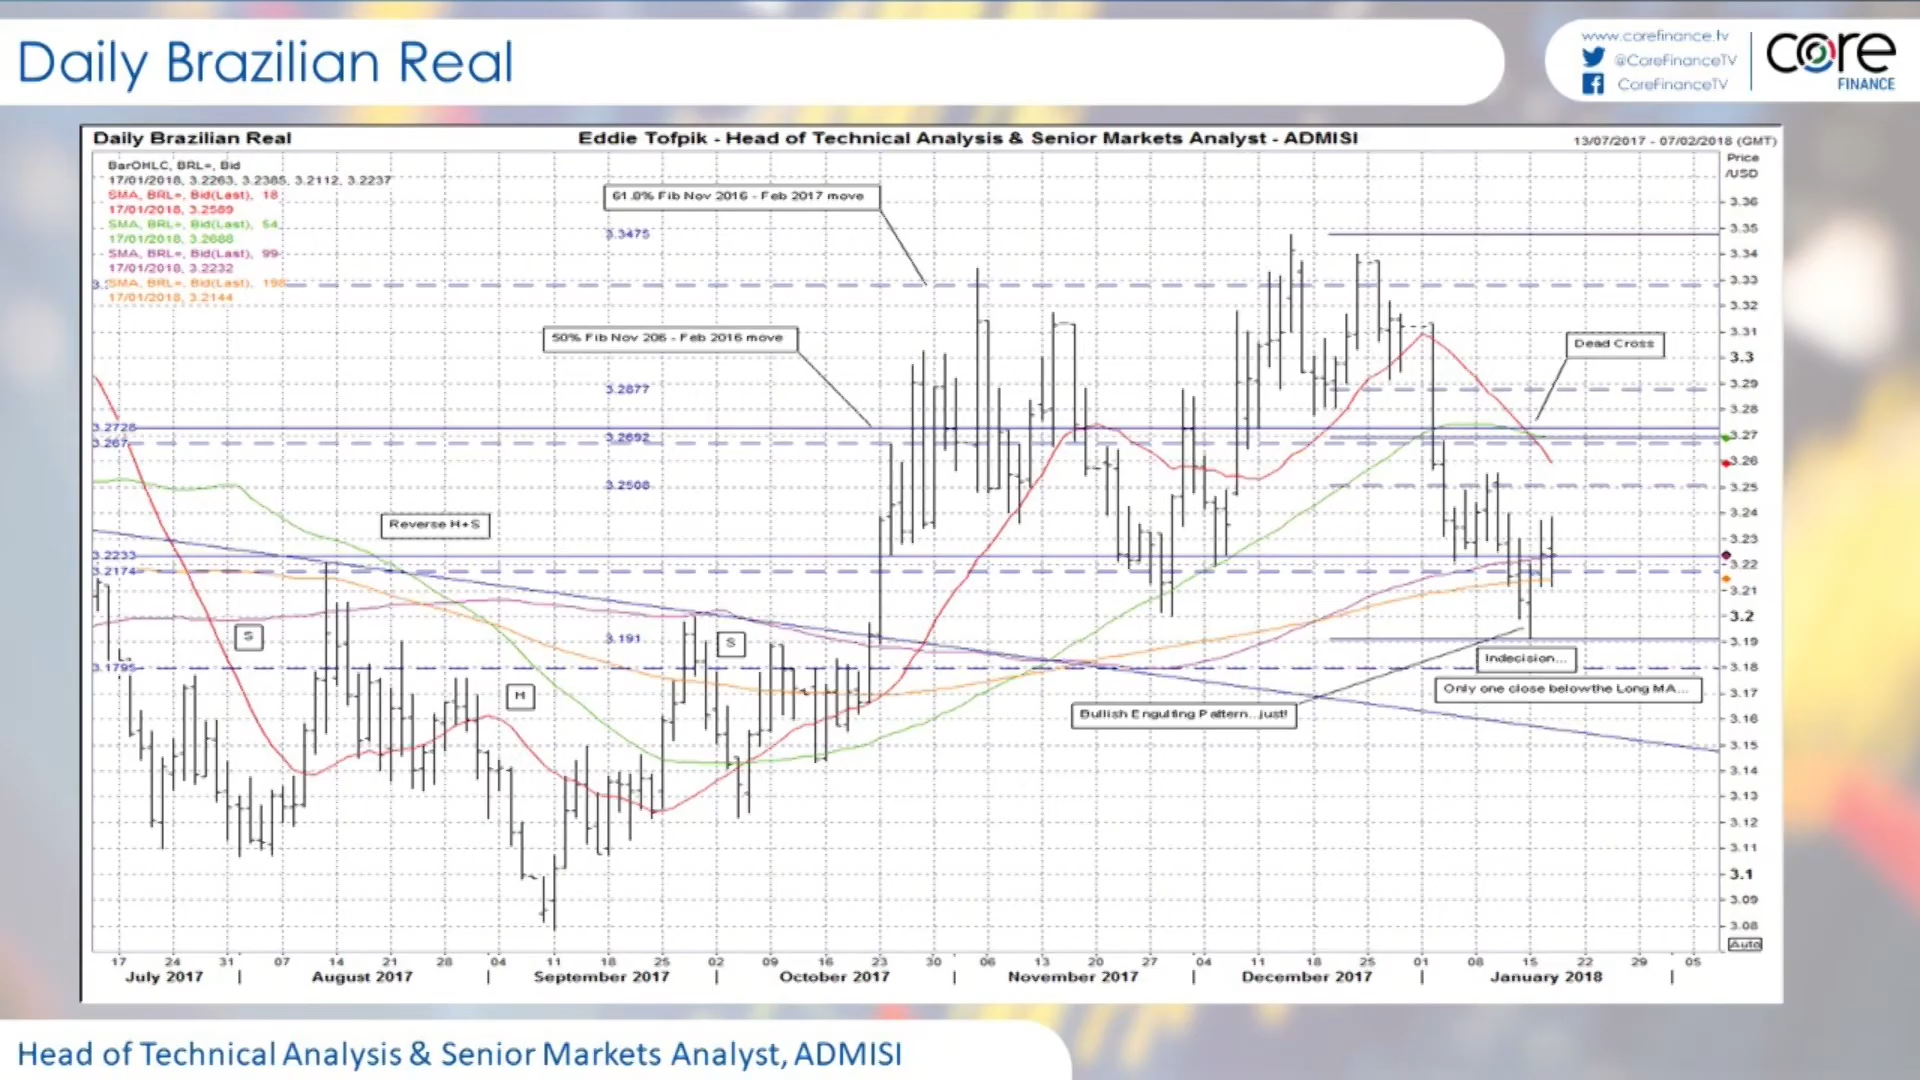 Daily Brazilian Real
www.corefinance.tv
@CoreFinanceTV
CoreFinanceTV
core
FINANCE
Daily Brazilian Real
Eddie Tofpik - Head of Technical Analysis & Senior Markets Analyst - ADMISI
13/07/2017 - 07/02/2018 (GMT)
BarOHLC, BRL=, Bid
17/01/2018, 3.2263, 3.2385, 3.2112, 3.2237
SMA, BRL=, Bid(Last), 18
17/01/2018, 3.2589
SMA, BRL=, Bid(Last), 54
17/01/2018, 3.2688
SMA, BRL=, Bid(Last), 99
17/01/2018, 3.2232
SMA, BRL=, Bid(Last), 198
17/01/2018, 3.2144
Price
/USD
3.36
3.35
3.34
3.33
3.32
3.31
3.3
3.29
3.28
3.27
3.26
3.25
3.24
3.23
3.22
3.21
3.2
3.19
3.18
3.17
3.16
3.15
3.14
3.13
3.12
3.11
3.1
3.09
3.08
Auto
61.8% Fib Nov 2016 - Feb 2017 move
3.3475
50% Fib Nov 206 - Feb 2016 move
Dead Cross
3.2877
3.2728
3.267
3.2692
3.2508
Reverse H+S
3.2233
3.2174
S
S
3.191
3.1795
H
Indecision...
Only one close belowthe Long MA...
Bullish Engulfing Pattern...just!
17 24 31 07 14 21 28 04 11 18 25 02 09 16 23 30 06 13 20 27 04 11 18 25 01 08 15 22 29 05
July 2017 | August 2017 | September 2017 | October 2017 | November 2017 | December 2017 | January 2018 |
Head of Technical Analysis & Senior Markets Analyst, ADMISI